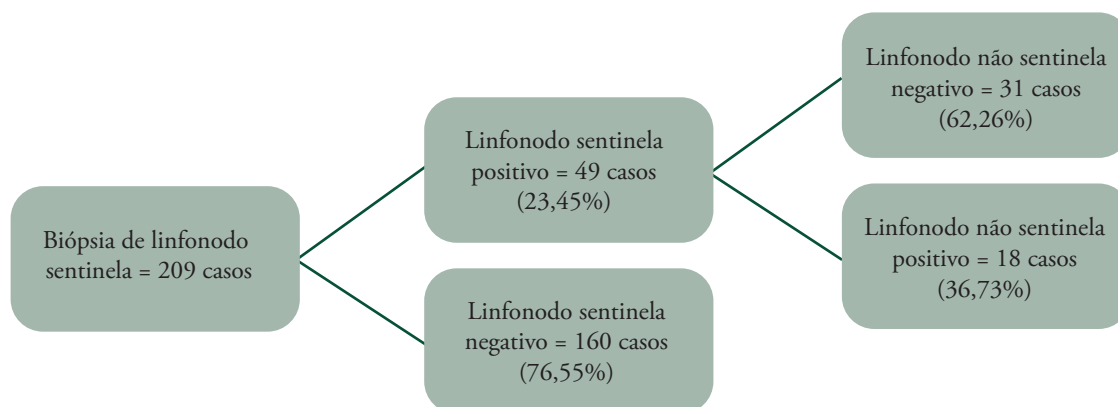 Biópsia de linfonodo
sentinela = 209 casos
Linfonodo sentinela
positivo = 49 casos
(23,45%)
Linfonodo sentinela
negativo = 160 casos
(76,55%)
Linfonodo não sentinela
negativo = 31 casos
(62,26%)
Linfonodo não sentinela
positivo = 18 casos
(36,73%)